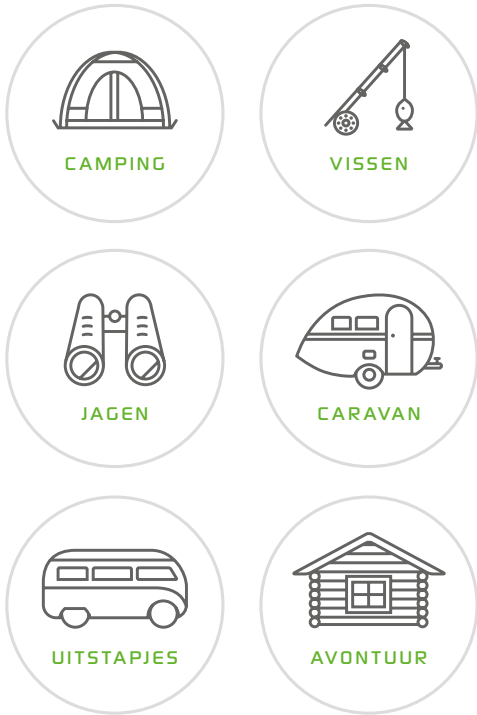 CAMPING
VISSEN
JAGEN
CARAVAN
UITSTAPJES
AVONTUUR